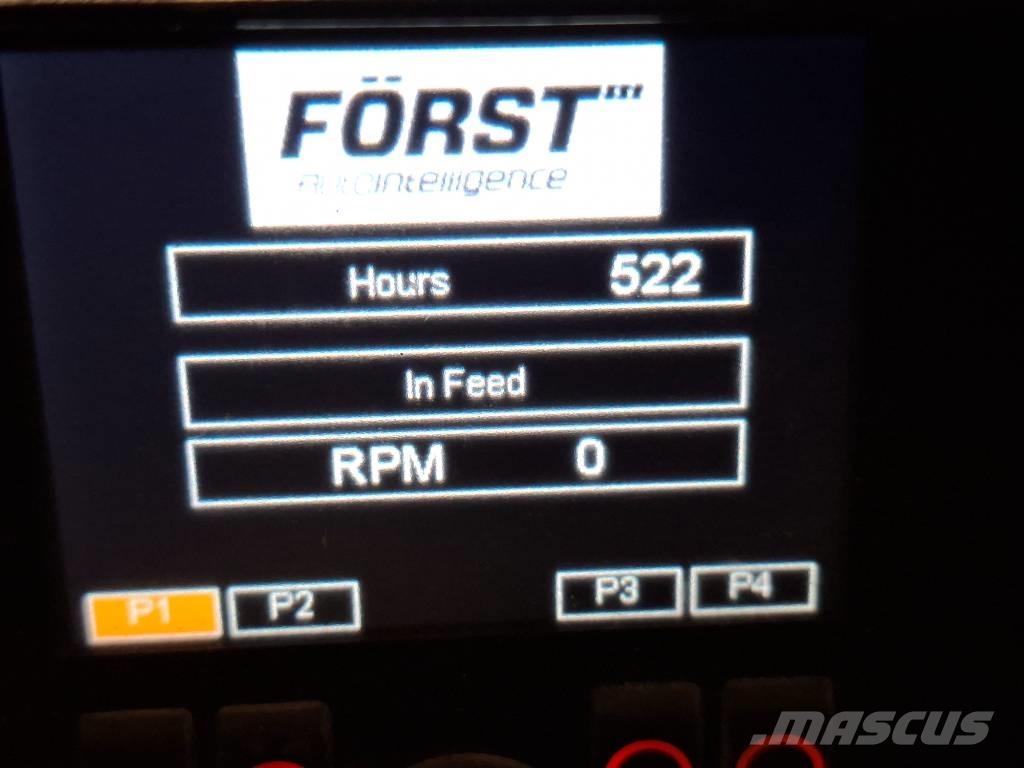 FÖRST
AutoIntelligence
Hours 522
In Feed
RPM 0
P1 P2 P3 P4
MASCUS